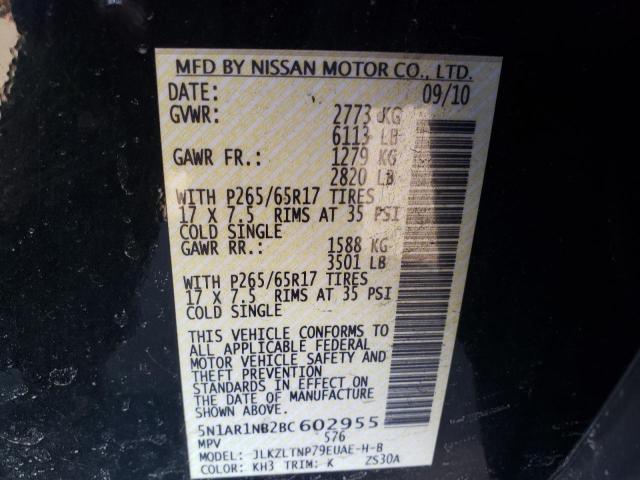 MFD BY NISSAN MOTOR CO., LTD.
DATE: 09/10
GVWR: 2773 KG
6113 LB
GAWR FR.: 1279 KG
2820 LB
WITH P265/65R17 TIRES
17 X 7.5 RIMS AT 35 PSI
COLD SINGLE
GAWR RR.: 1588 KG
3501 LB
WITH P265/65R17 TIRES
17 X 7.5 RIMS AT 35 PSI
COLD SINGLE
THIS VEHICLE CONFORMS TO
ALL APPLICABLE FEDERAL
MOTOR VEHICLE SAFETY AND
THEFT PREVENTION
STANDARDS IN EFFECT ON
THE DATE OF MANUFACTURE
SHOWN ABOVE.
5N1AR1NB2BC 602955
MPV 576
MODEL: JLKZLTNP79EUAE-H-B
COLOR: KH3 TRIM: K ZS30A